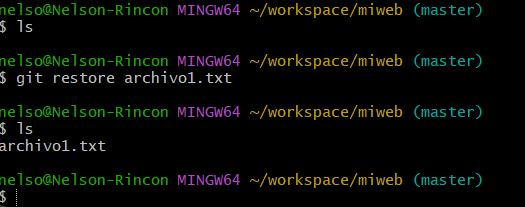 nelso@Nelson-Rincon MINGW64 ~/workspace/miweb (master)
$ ls
nelso@Nelson-Rincon MINGW64 ~/workspace/miweb (master)
$ git restore archivo1.txt
nelso@Nelson-Rincon MINGW64 ~/workspace/miweb (master)
$ ls
archivo1.txt
nelso@Nelson-Rincon MINGW64 ~/workspace/miweb (master)
$